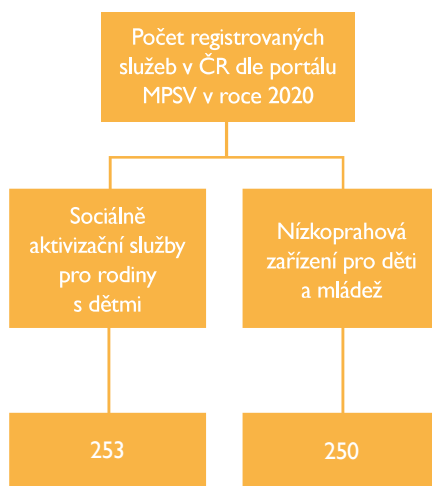 Počet registrovaných
služeb v ČR dle portálu
MPSV v roce 2020
Sociálně
aktivizační služby
pro rodiny
s dětmi
Nízkoprahová
zařízení pro děti
a mládež
253
250